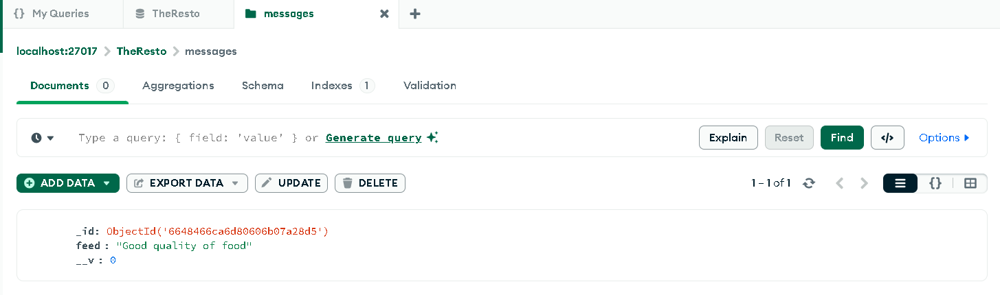 {} My Queries TheResto messages
localhost:27017 TheResto messages
Documents 0 Aggregations Schema Indexes 1 Validation
Type a query: { field: 'value' } or Generate query Explain Reset Find </> Options
ADD DATA EXPORT DATA UPDATE DELETE 1 – 1 of 1 {}
_id: ObjectId('6648466ca6d80606b07a28d5')
feed : "Good quality of food"
__v : 0